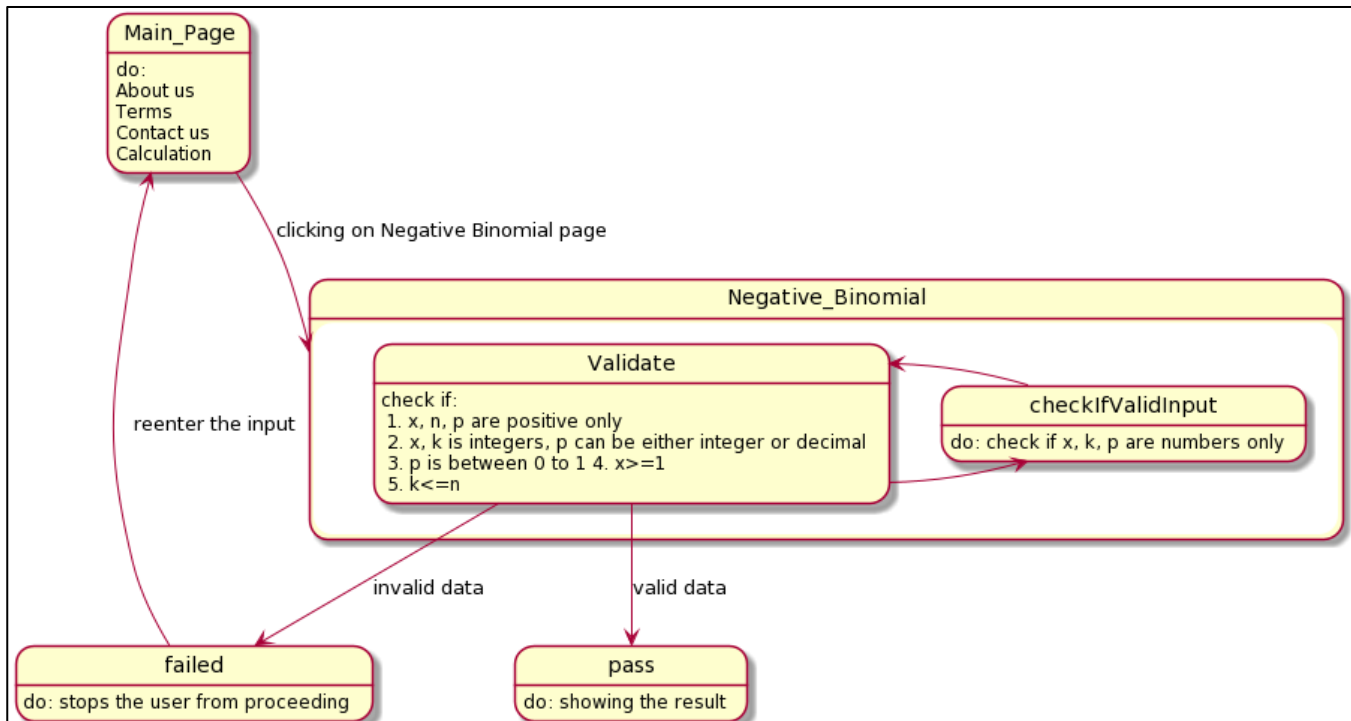 Main_Page
do:
About us
Terms
Contact us
Calculation
clicking on Negative Binomial page
Negative_Binomial
Validate
check if:
1. x, n, p are positive only
2. x, k is integers, p can be either integer or decimal
3. p is between 0 to 1 4. x>=1
5. k<=n
checkIfValidInput
do: check if x, k, p are numbers only
reenter the input
invalid data
valid data
failed
do: stops the user from proceeding
pass
do: showing the result